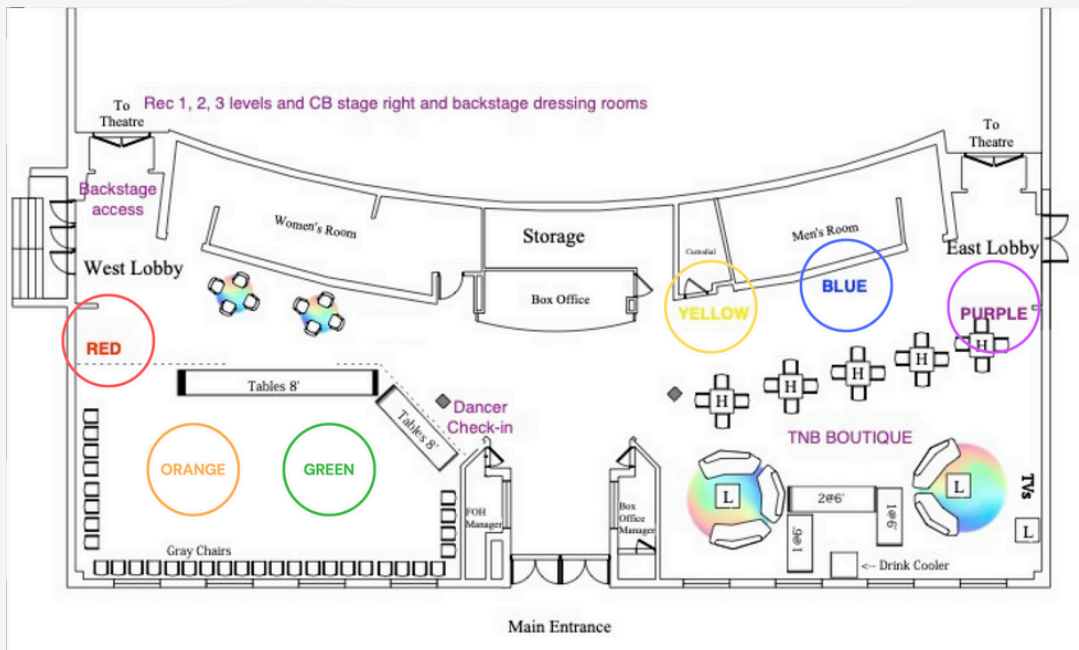 Rec 1, 2, 3 levels and CB stage right and backstage dressing rooms
To
Theatre
To
Theatre
Backstage
access
Women's Room
Storage
Custodial
Men's Room
West Lobby
Box Office
East Lobby
RED
YELLOW
BLUE
PURPLE
H
H
H
H
H
Tables 8'
Tables 8'
Dancer
Check-in
TNB BOUTIQUE
ORANGE
GREEN
L
L
TVs
2@6'
1@6'
1@6'
L
FOH
Manager
Box
Office
Manager
Gray Chairs
<-- Drink Cooler
Main Entrance